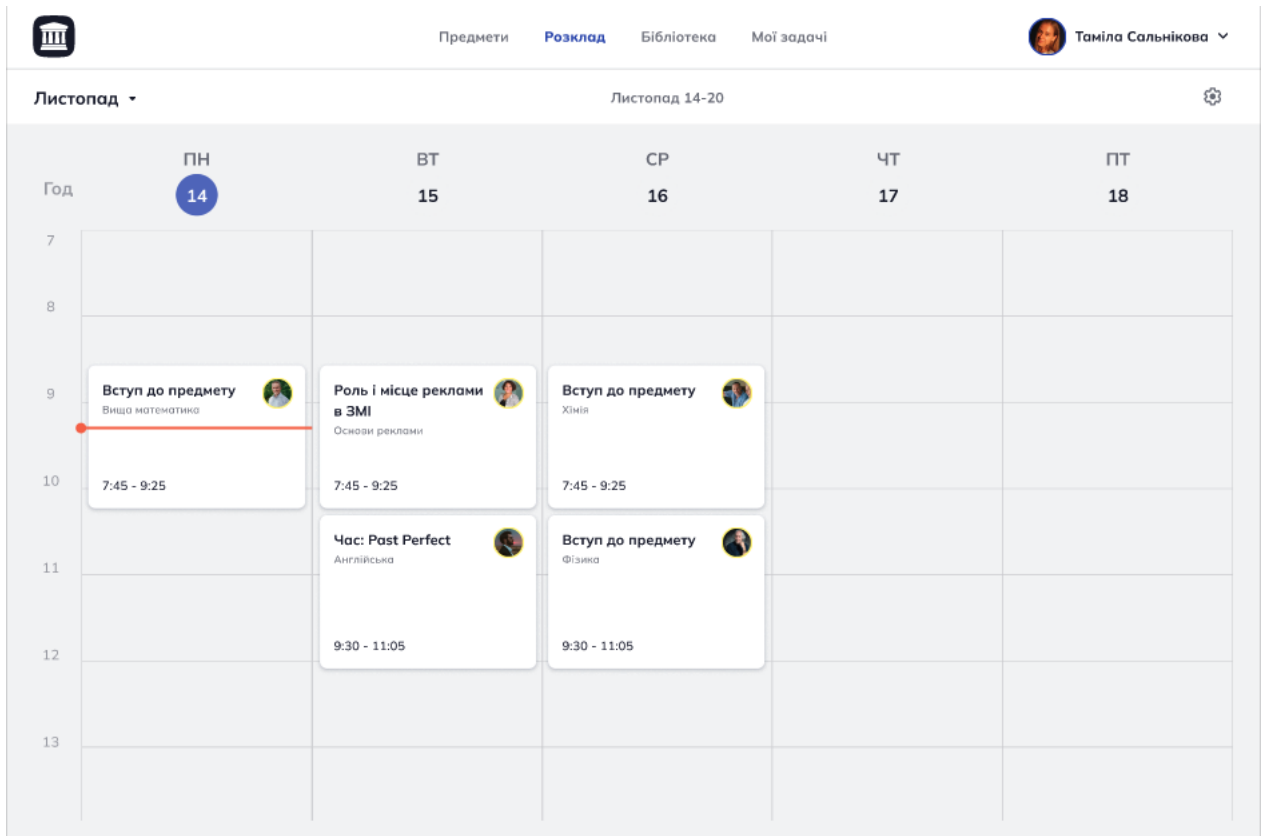 Предмети Розклад Бібліотека Мої задачі Таміла Сальнікова
Листопад Листопад 14-20
ПН ВТ СР ЧТ ПТ
Год 14 15 16 17 18
7
8
9
10
11
12
13
Вступ до предмету
Вища математика
7:45 - 9:25
Роль і місце реклами
в ЗМІ
Основи реклами
7:45 - 9:25
Час: Past Perfect
Англійська
9:30 - 11:05
Вступ до предмету
Хімія
7:45 - 9:25
Вступ до предмету
Фізика
9:30 - 11:05